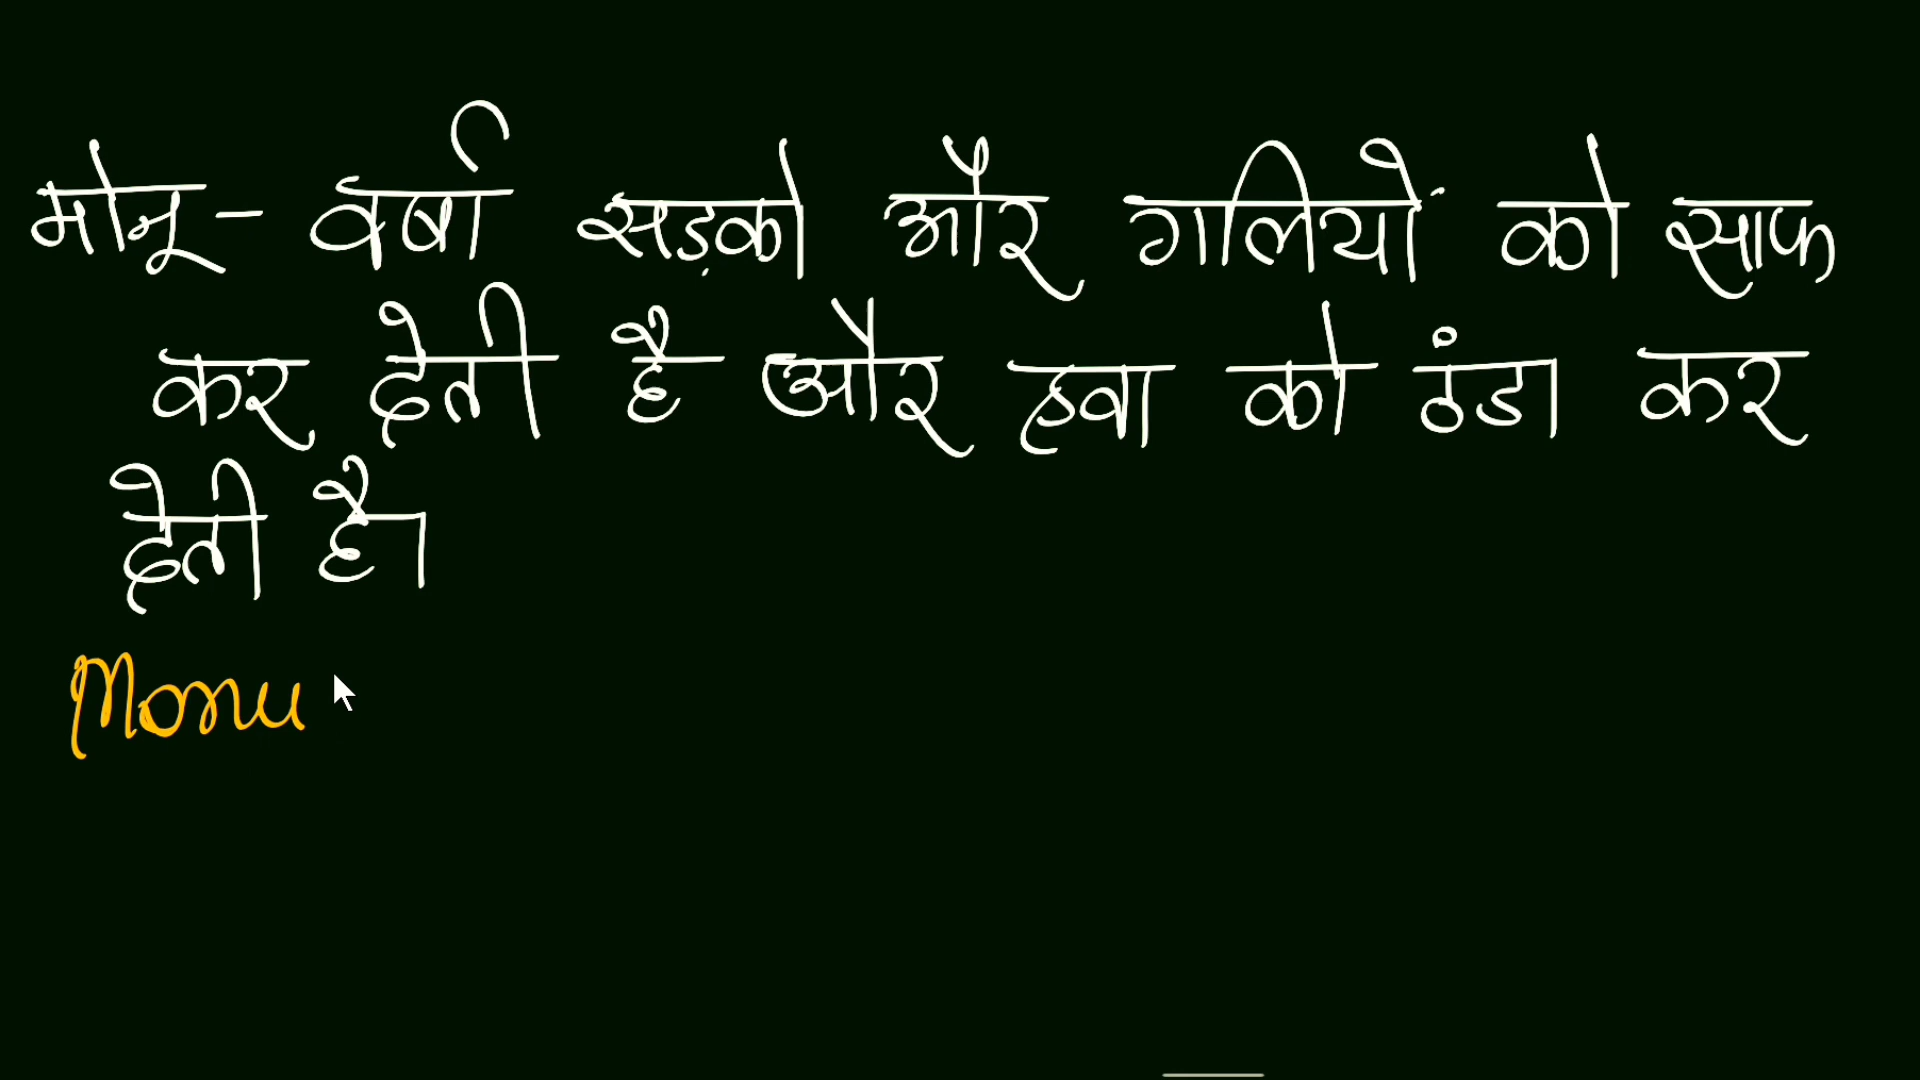 मोनू - वर्षा सड़को और गलियों को साफ
कर देती है और हवा को ठंडा कर
देती है।
Monu